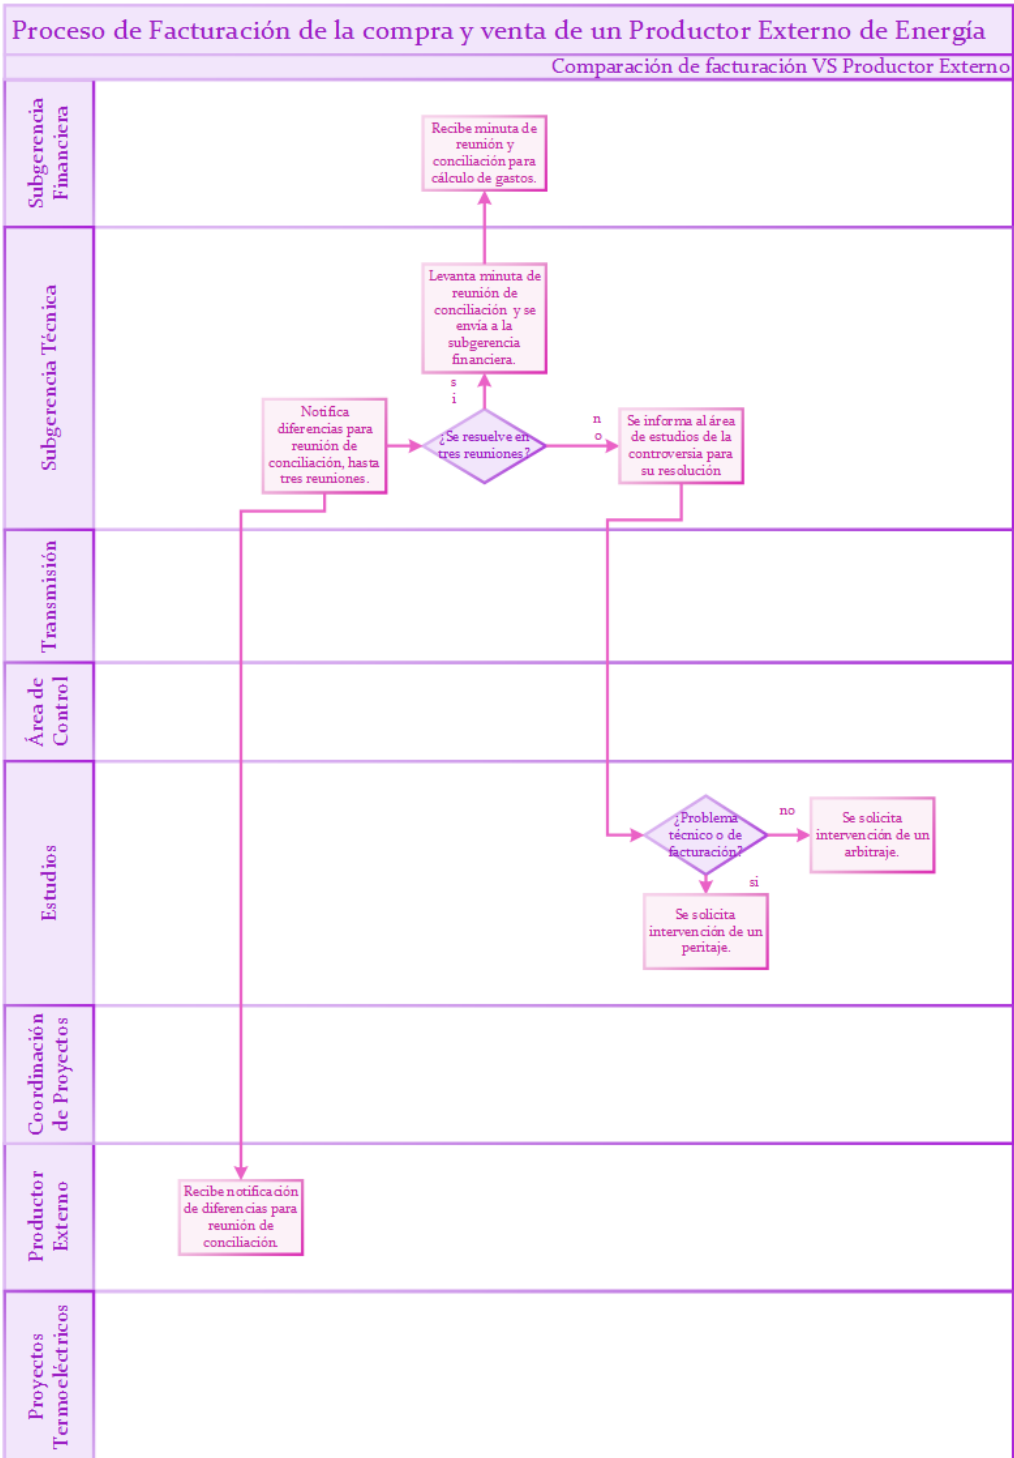 Proceso de Facturación de la compra y venta de un Productor Externo de Energía
Comparación de facturación VS Productor Externo
Subgerencia
Financiera
Recibe minuta de
reunión y
conciliación para
cálculo de gastos.
Subgerencia Técnica
Levanta minuta de
reunión de
conciliación y se
envía a la
subgerencia
financiera.
s
i
Notifica
diferencias para
reunión de
conciliación, hasta
tres reuniones.
¿Se resuelve en
tres reuniones?
n
o
Se informa al área
de estudios de la
controversia para
su resolución
Transmisión
Área de
Control
Estudios
¿Problema
técnico o de
facturación?
no
Se solicita
intervención de un
arbitraje.
si
Se solicita
intervención de un
peritaje.
Coordinación
de Proyectos
Productor
Externo
Recibe notificación
de diferencias para
reunión de
conciliación.
Proyectos
Termoeléctricos